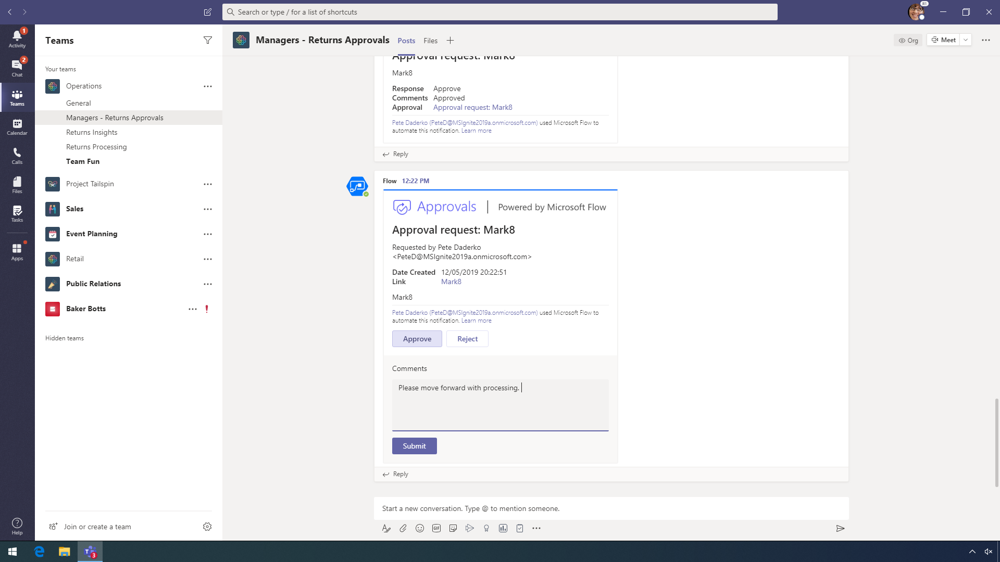 Search or type / for a list of shortcuts
R1
Activity
1
Chat
2
Teams
Calendar
Calls
Files
Tasks
Apps
Help
Teams
Your teams
Operations
General
Managers - Returns Approvals
Returns Insights
Returns Processing
Team Fun
Project Tailspin
Sales
Event Planning
Retail
Public Relations
Baker Botts
Hidden teams
Join or create a team
Managers - Returns Approvals Posts Files
Org Meet
Approval request: Mark8
Mark8
Response Approve
Comments Approved
Approval Approval request: Mark8
Pete Daderko (PeteD@MSIgnite2019a.onmicrosoft.com) used Microsoft Flow to
automate this notification. Learn more
Reply
Flow 12:22 PM
Approvals | Powered by Microsoft Flow
Approval request: Mark8
Requested by Pete Daderko
<PeteD@MSIgnite2019a.onmicrosoft.com>
Date Created 12/05/2019 20:22:51
Link Mark8
Mark8
Pete Daderko (PeteD@MSIgnite2019a.onmicrosoft.com) used Microsoft Flow to
automate this notification. Learn more
Approve Reject
Comments
Please move forward with processing.
Submit
Reply
Start a new conversation. Type @ to mention someone.
GIF
T 3